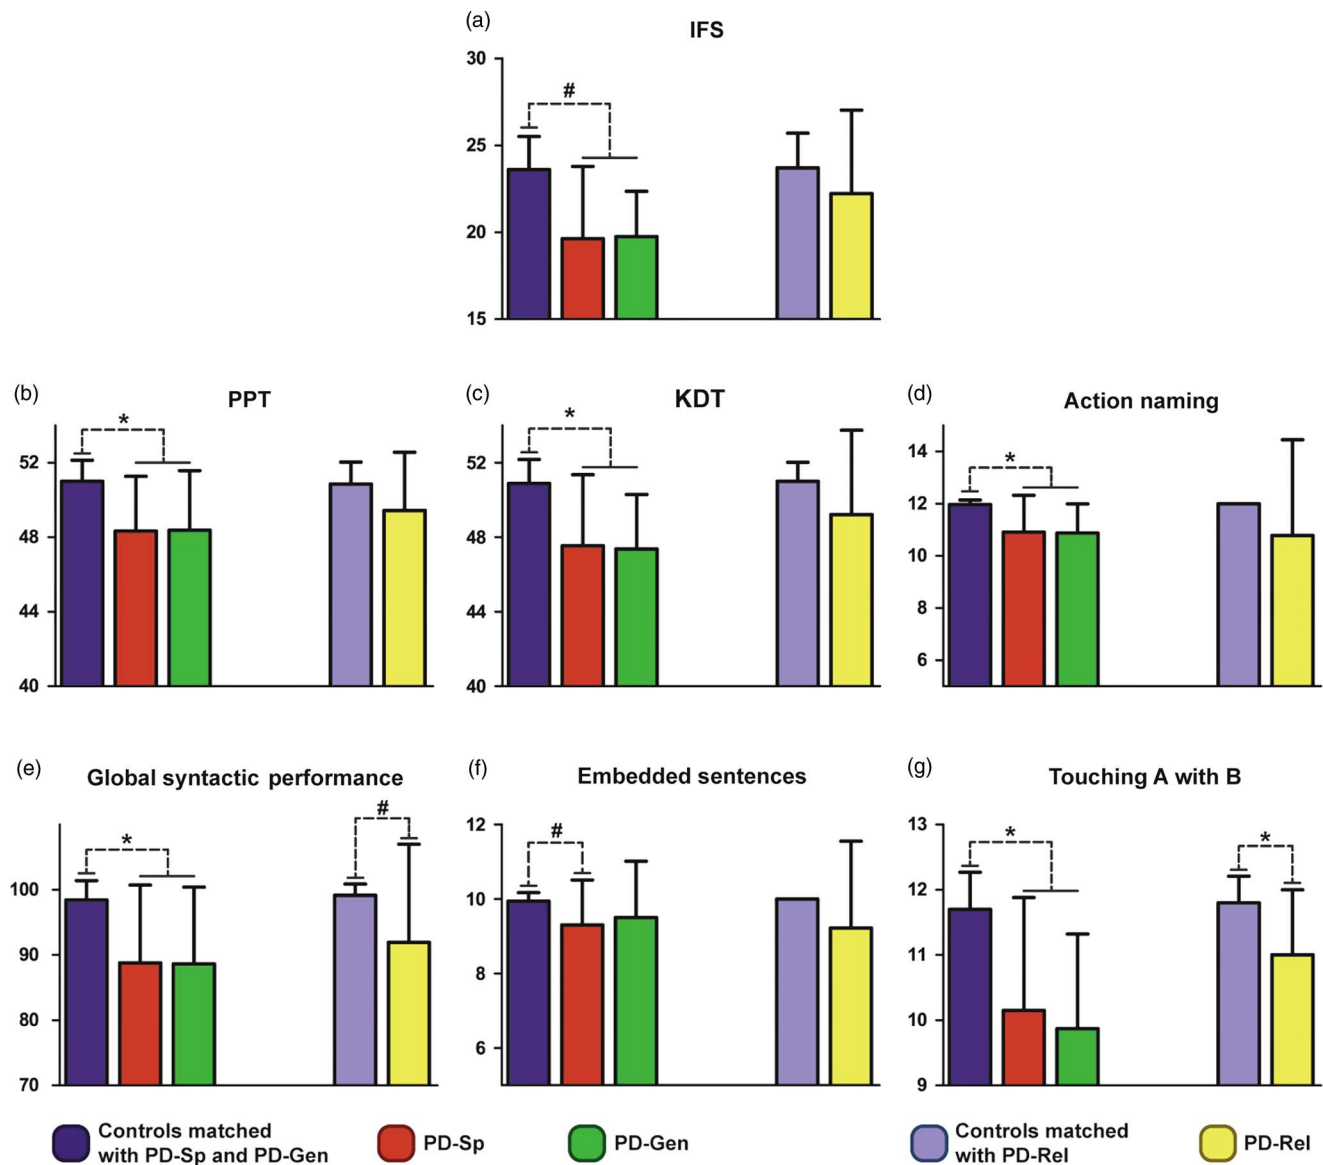 (a)
IFS
30
#
25
20
15
(b)
PPT
*
52
48
44
40
(c)
KDT
*
52
48
44
40
(d)
Action naming
14
*
12
10
8
6
(e)
Global syntactic performance
*
#
100
90
80
70
(f)
Embedded sentences
12
#
10
8
6
(g)
Touching A with B
13
*
*
12
11
10
9
Controls matched
with PD-Sp and PD-Gen
PD-Sp
PD-Gen
Controls matched
with PD-Rel
PD-Rel